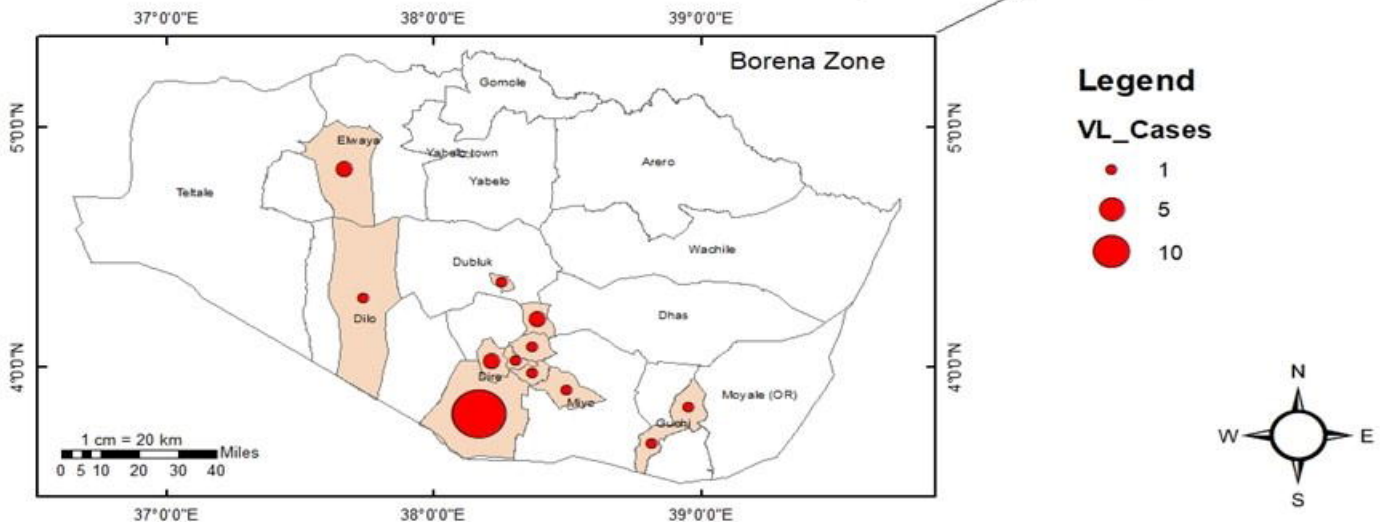 37°0'0"E 38°0'0"E 39°0'0"E
Borena Zone
Gomole
5°0'0"N
5°0'0"N
Elwaya
Yabelo town
Arero
Teltale
Yabelo
Wachile
Dubluk
Dhas
Dilo
4°0'0"N
4°0'0"N
Dire
Moyale (OR)
Miyo
Guchi
1 cm = 20 km
Miles
0 5 10 20 30 40
37°0'0"E 38°0'0"E 39°0'0"E
Legend
VL_Cases
1
5
10
N
W E
S